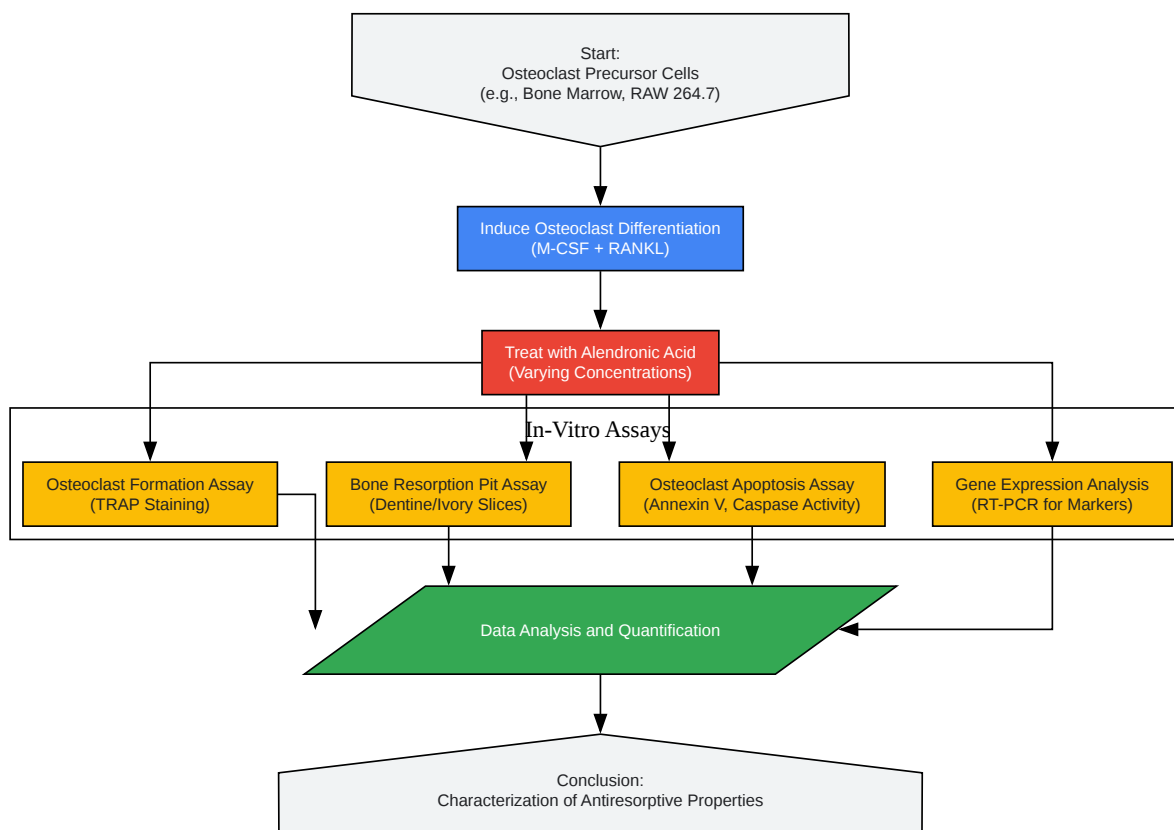 Start:
Osteoclast Precursor Cells
(e.g., Bone Marrow, RAW 264.7)
Induce Osteoclast Differentiation
(M-CSF + RANKL)
Treat with Alendronic Acid
(Varying Concentrations)
In-Vitro Assays
Osteoclast Formation Assay
(TRAP Staining)
Bone Resorption Pit Assay
(Dentine/Ivory Slices)
Osteoclast Apoptosis Assay
(Annexin V, Caspase Activity)
Gene Expression Analysis
(RT-PCR for Markers)
Data Analysis and Quantification
Conclusion:
Characterization of Antiresorptive Properties